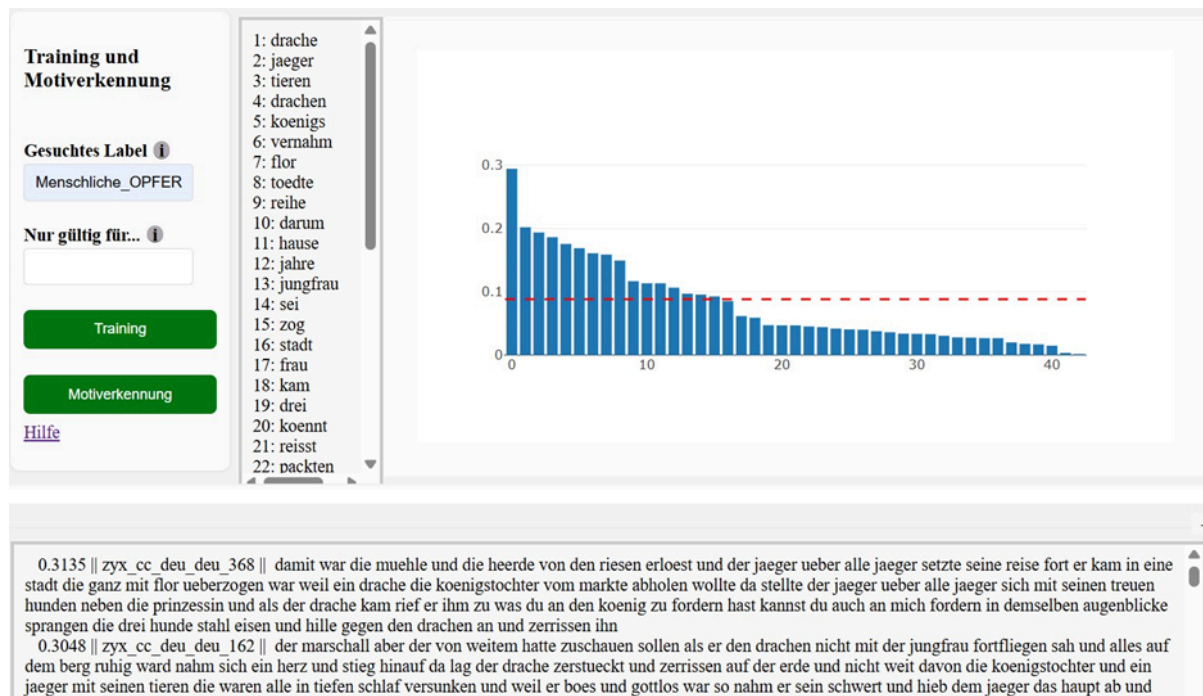 Training und
Motiverkennung
Gesuchtes Label i
Menschliche_OPFER
Nur gültig für... i
Training
Motiverkennung
Hilfe
1: drache
2: jaeger
3: tieren
4: drachen
5: koenigs
6: vernahm
7: flor
8: toedte
9: reihe
10: darum
11: hause
12: jahre
13: jungfrau
14: sei
15: zog
16: stadt
17: frau
18: kam
19: drei
20: koennt
21: reisst
22: packten
0.3
0.2
0.1
0
0 10 20 30 40
0.3135 || zyx_cc_deu_deu_368 || damit war die muehle und die heerde von den riesen erloest und der jaeger ueber alle jaeger setzte seine reise fort er kam in eine
stadt die ganz mit flor ueberzogen war weil ein drache die koenigstochter vom markte abholen wollte da stellte der jaeger ueber alle jaeger sich mit seinen treuen
hunden neben die prinzessin und als der drache kam rief er ihm zu was du an den koenig zu fordern hast kannst du auch an mich fordern in demselben augenblicke
sprangen die drei hunde stahl eisen und hille gegen den drachen an und zerrissen ihn
0.3048 || zyx_cc_deu_deu_162 || der marschall aber der von weitem hatte zuschauen sollen als er den drachen nicht mit der jungfrau fortfliegen sah und alles auf
dem berg ruhig ward nahm sich ein herz und stieg hinauf da lag der drache zerstueckt und zerrissen auf der erde und nicht weit davon die koenigstochter und ein
jaeger mit seinen tieren die waren alle in tiefen schlaf versunken und weil er boes und gottlos war so nahm er sein schwert und hieb dem jaeger das haupt ab und